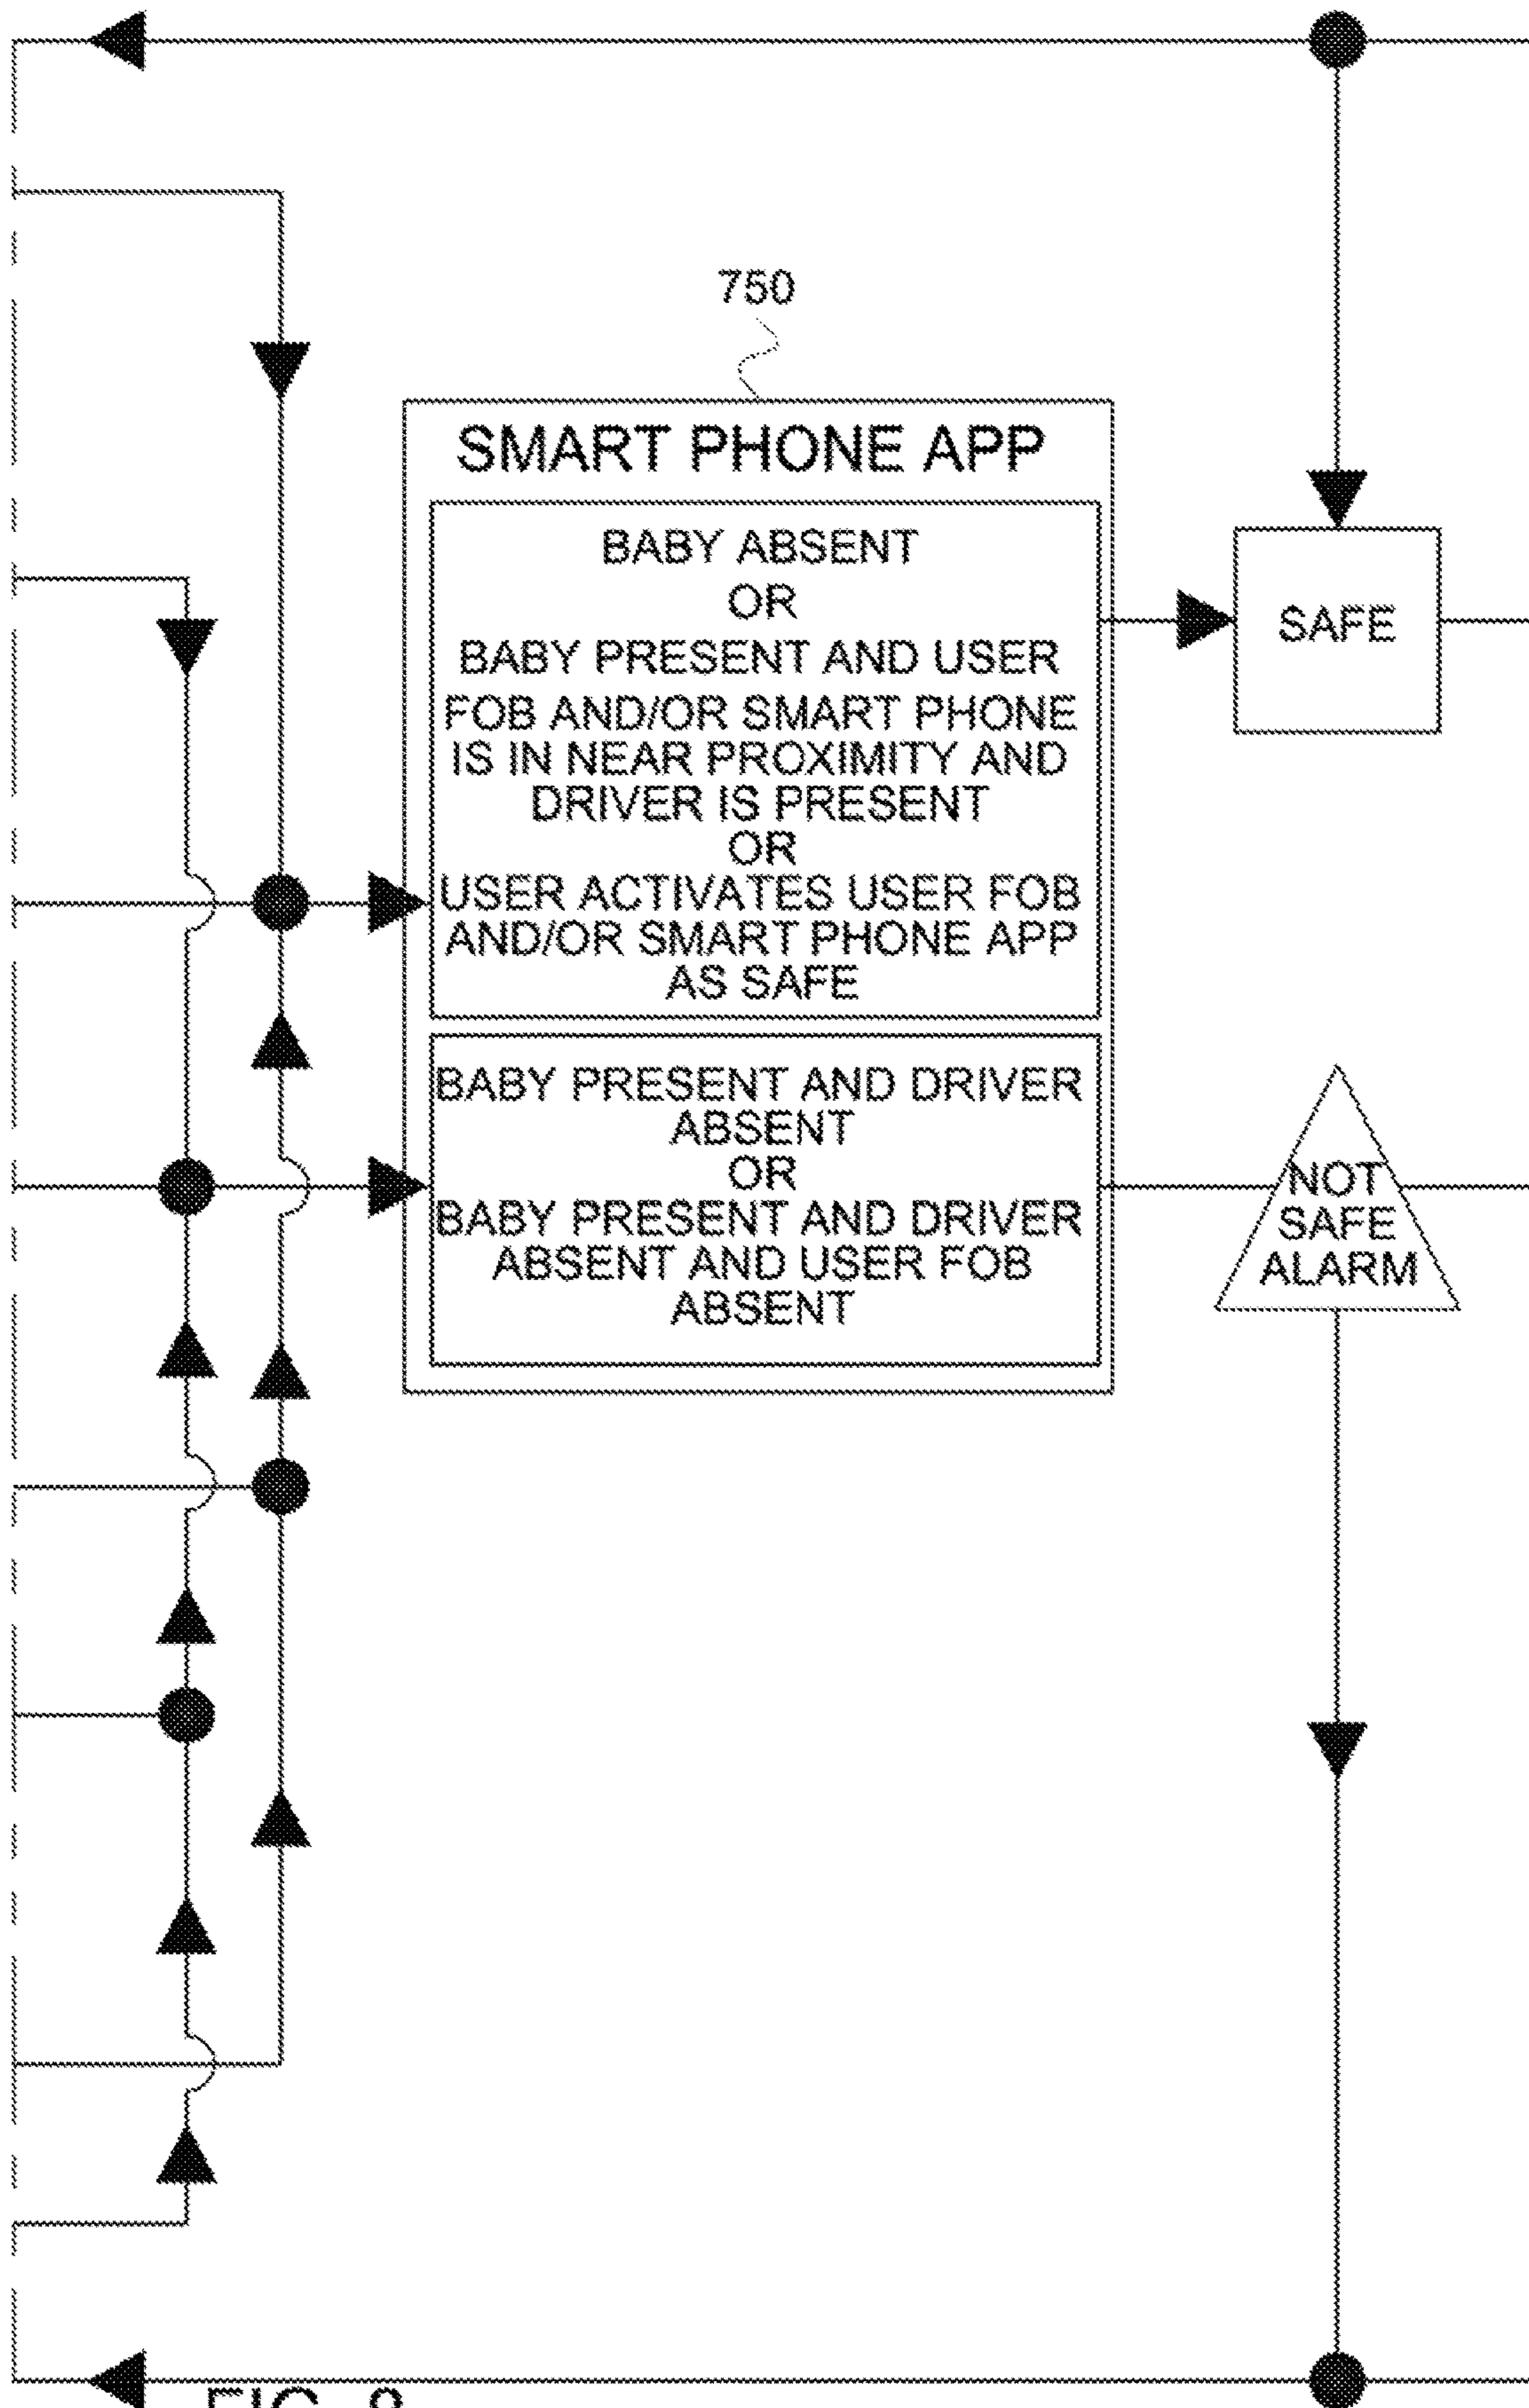 750
SMART PHONE APP
BABY ABSENT
OR
BABY PRESENT AND USER
FOB AND/OR SMART PHONE
IS IN NEAR PROXIMITY AND
DRIVER IS PRESENT
OR
USER ACTIVATES USER FOB
AND/OR SMART PHONE APP
AS SAFE
SAFE
BABY PRESENT AND DRIVER
ABSENT
OR
BABY PRESENT AND DRIVER
ABSENT AND USER FOB
ABSENT
NOT
SAFE
ALARM